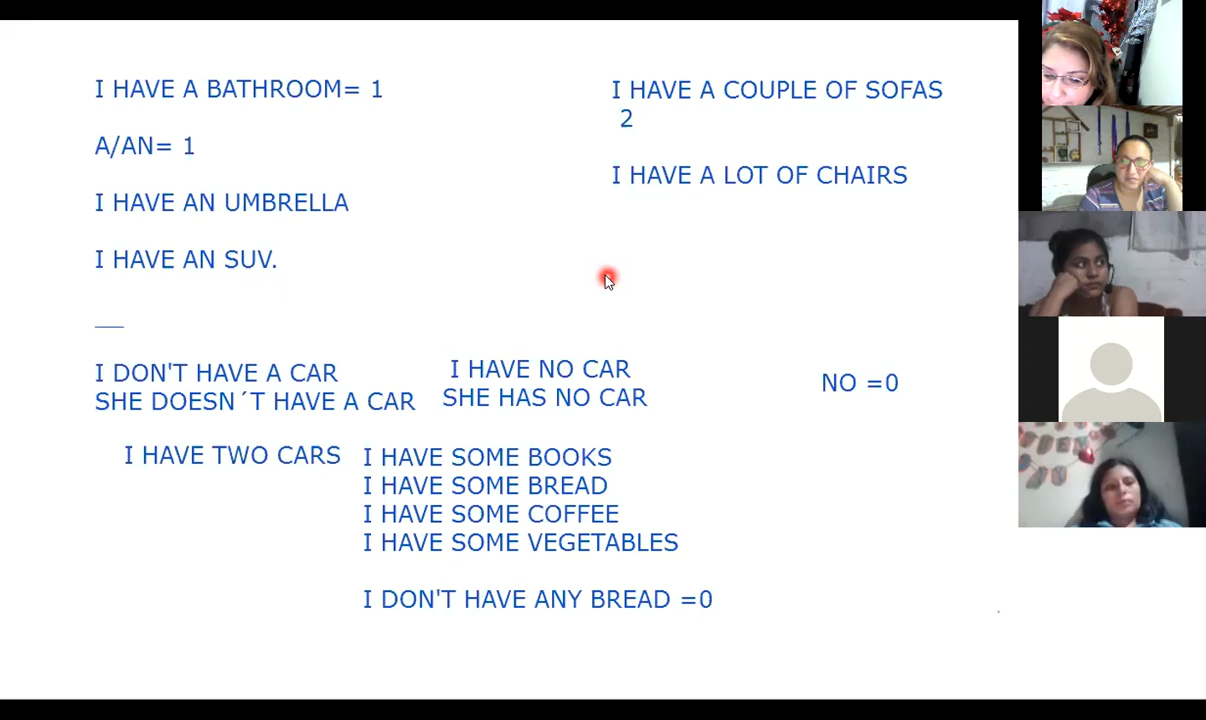 I HAVE A BATHROOM= 1
A/AN= 1
I HAVE AN UMBRELLA
I HAVE AN SUV.
I HAVE A COUPLE OF SOFAS
2
I HAVE A LOT OF CHAIRS
I DON'T HAVE A CAR
SHE DOESN´T HAVE A CAR
I HAVE NO CAR
SHE HAS NO CAR
NO =0
I HAVE TWO CARS
I HAVE SOME BOOKS
I HAVE SOME BREAD
I HAVE SOME COFFEE
I HAVE SOME VEGETABLES
I DON'T HAVE ANY BREAD =0